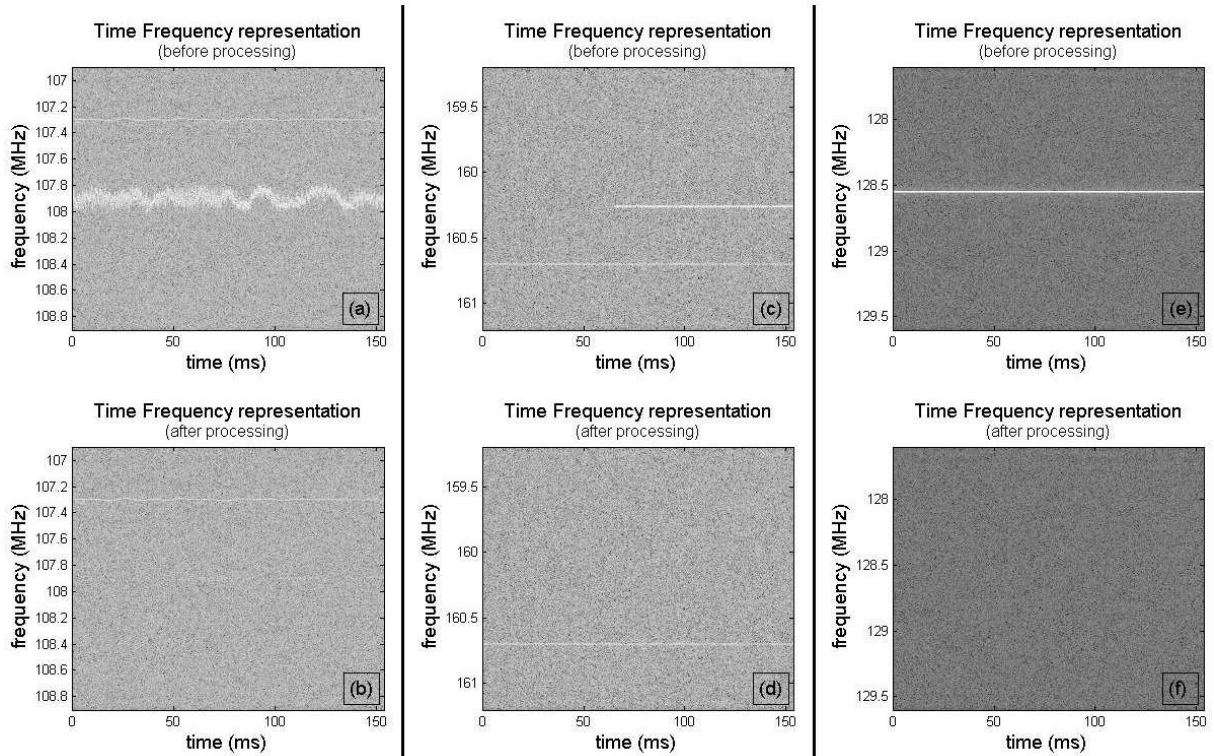 Time Frequency representation
(before processing)
107
107.2
107.4
107.6
107.8
108
108.2
108.4
108.6
108.8
frequency (MHz)
(a)
0
50
100
150
time (ms)
Time Frequency representation
(after processing)
107
107.2
107.4
107.6
107.8
108
108.2
108.4
108.6
108.8
frequency (MHz)
(b)
0
50
100
150
time (ms)
Time Frequency representation
(before processing)
159.5
160
160.5
161
frequency (MHz)
(c)
0
50
100
150
time (ms)
Time Frequency representation
(after processing)
159.5
160
160.5
161
frequency (MHz)
(d)
0
50
100
150
time (ms)
Time Frequency representation
(before processing)
128
128.5
129
129.5
frequency (MHz)
(e)
0
50
100
150
time (ms)
Time Frequency representation
(after processing)
128
128.5
129
129.5
frequency (MHz)
(f)
0
50
100
150
time (ms)